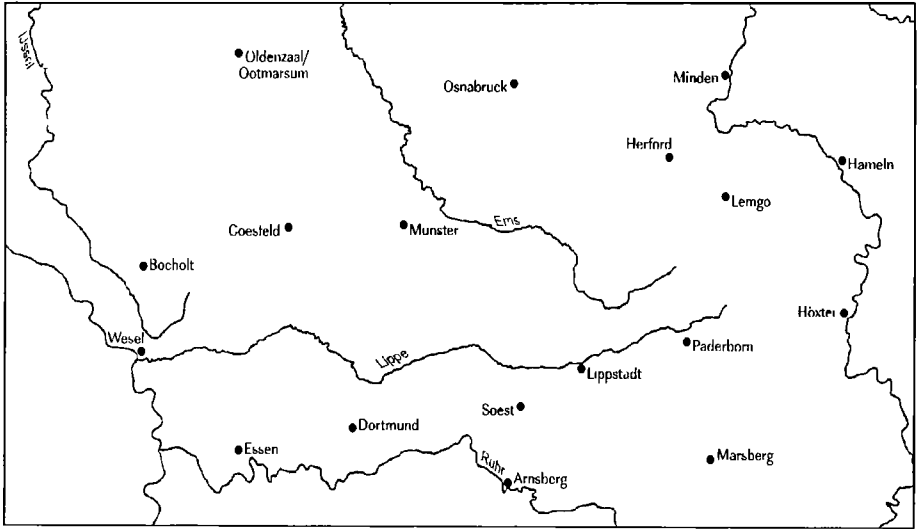 IJssel
Oldenzaal/
Ootmarsum
Osnabruck
Minden
Herford
Hameln
Lemgo
Ems
Coesfeld
Munster
Bocholt
Höxter
Wesel
Paderborn
Lippe
Lippstadt
Soest
Dortmund
Essen
Ruhr
Arnsberg
Marsberg